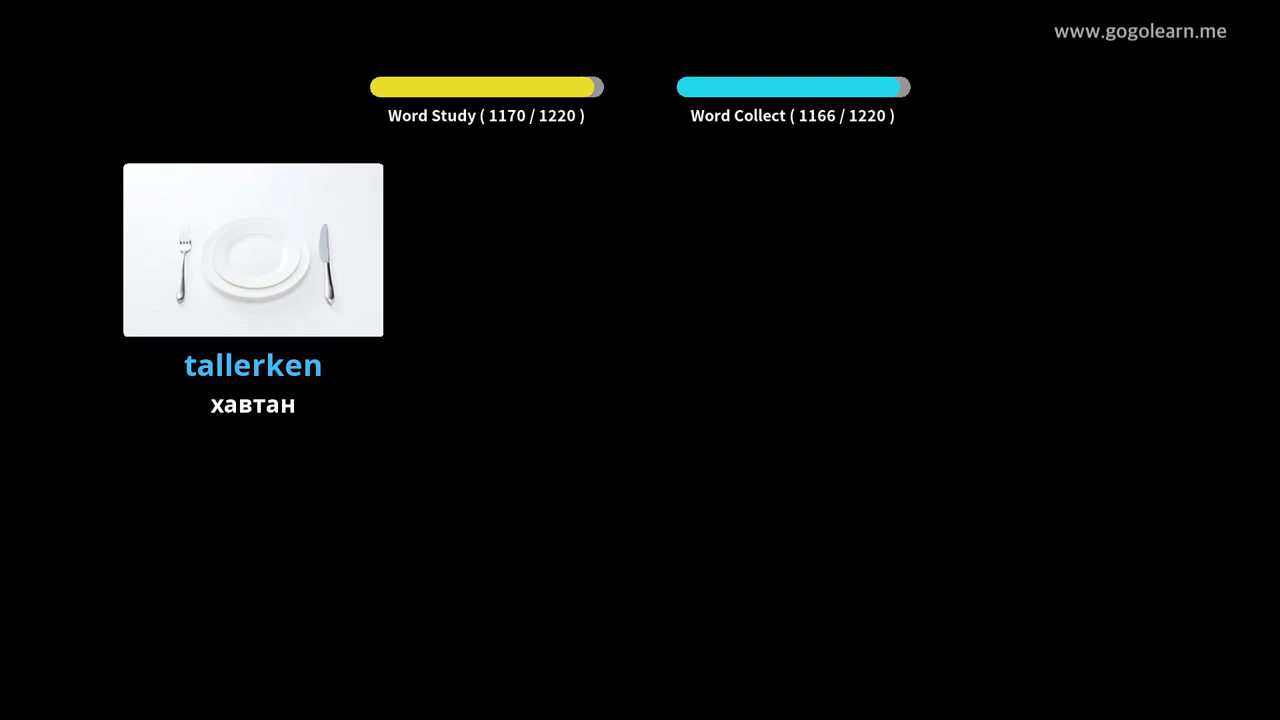 www.gogolearn.me
Word Study ( 1170 / 1220 )
Word Collect ( 1166 / 1220 )
tallerken
хавтан